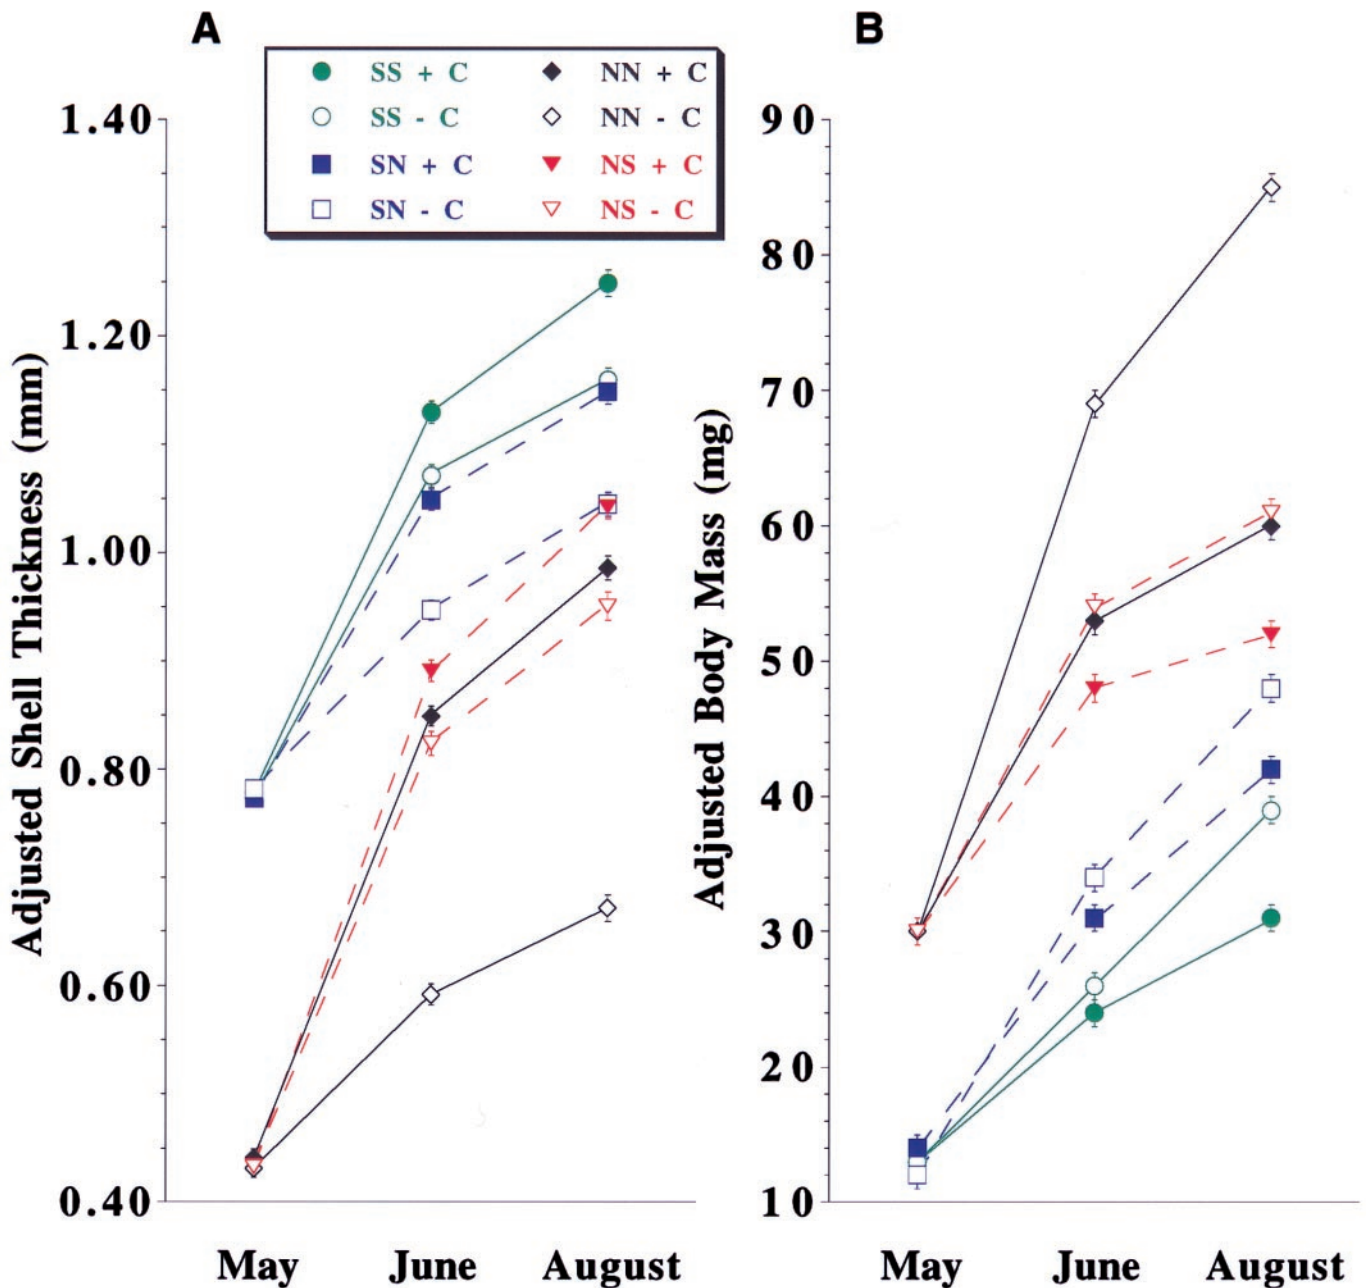 A
B
SS + C
NN + C
SS - C
NN - C
SN + C
NS + C
SN - C
NS - C
Adjusted Shell Thickness (mm)
1.40
1.20
1.00
0.80
0.60
0.40
May
June
August
Adjusted Body Mass (mg)
90
80
70
60
50
40
30
20
10
May
June
August